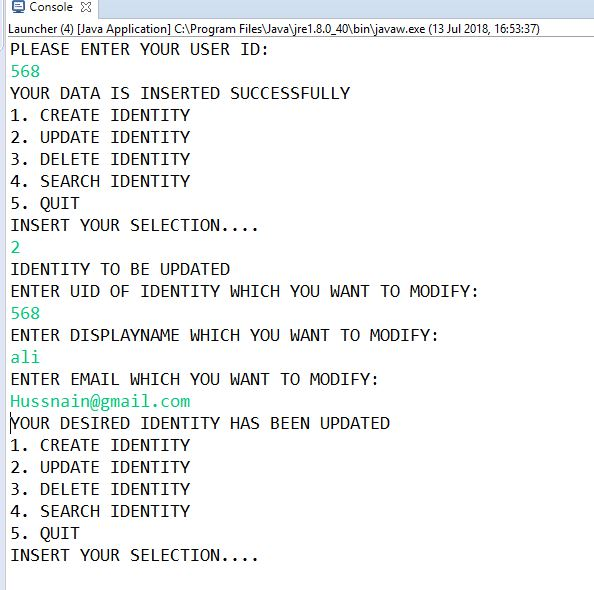 Console
Launcher (4) [Java Application] C:\Program Files\Java\jre1.8.0_40\bin\javaw.exe (13 Jul 2018, 16:53:37)
PLEASE ENTER YOUR USER ID:
568
YOUR DATA IS INSERTED SUCCESSFULLY
1. CREATE IDENTITY
2. UPDATE IDENTITY
3. DELETE IDENTITY
4. SEARCH IDENTITY
5. QUIT
INSERT YOUR SELECTION....
2
IDENTITY TO BE UPDATED
ENTER UID OF IDENTITY WHICH YOU WANT TO MODIFY:
568
ENTER DISPLAYNAME WHICH YOU WANT TO MODIFY:
ali
ENTER EMAIL WHICH YOU WANT TO MODIFY:
Hussnain@gmail.com
YOUR DESIRED IDENTITY HAS BEEN UPDATED
1. CREATE IDENTITY
2. UPDATE IDENTITY
3. DELETE IDENTITY
4. SEARCH IDENTITY
5. QUIT
INSERT YOUR SELECTION....